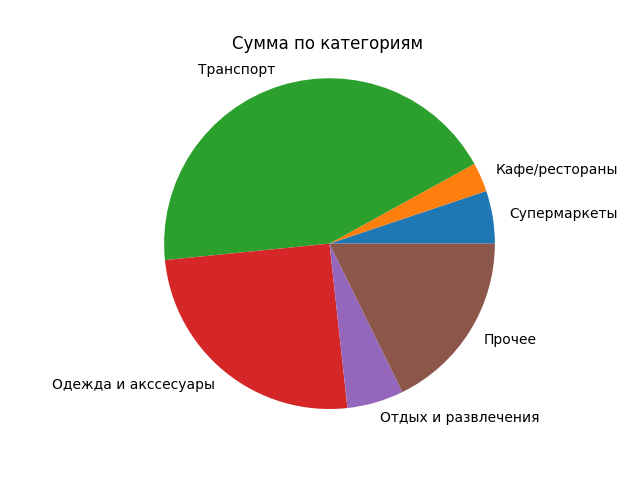 Сумма по категориям
Транспорт
Кафе/рестораны
Супермаркеты
Прочее
Одежда и акссесуары
Отдых и развлечения